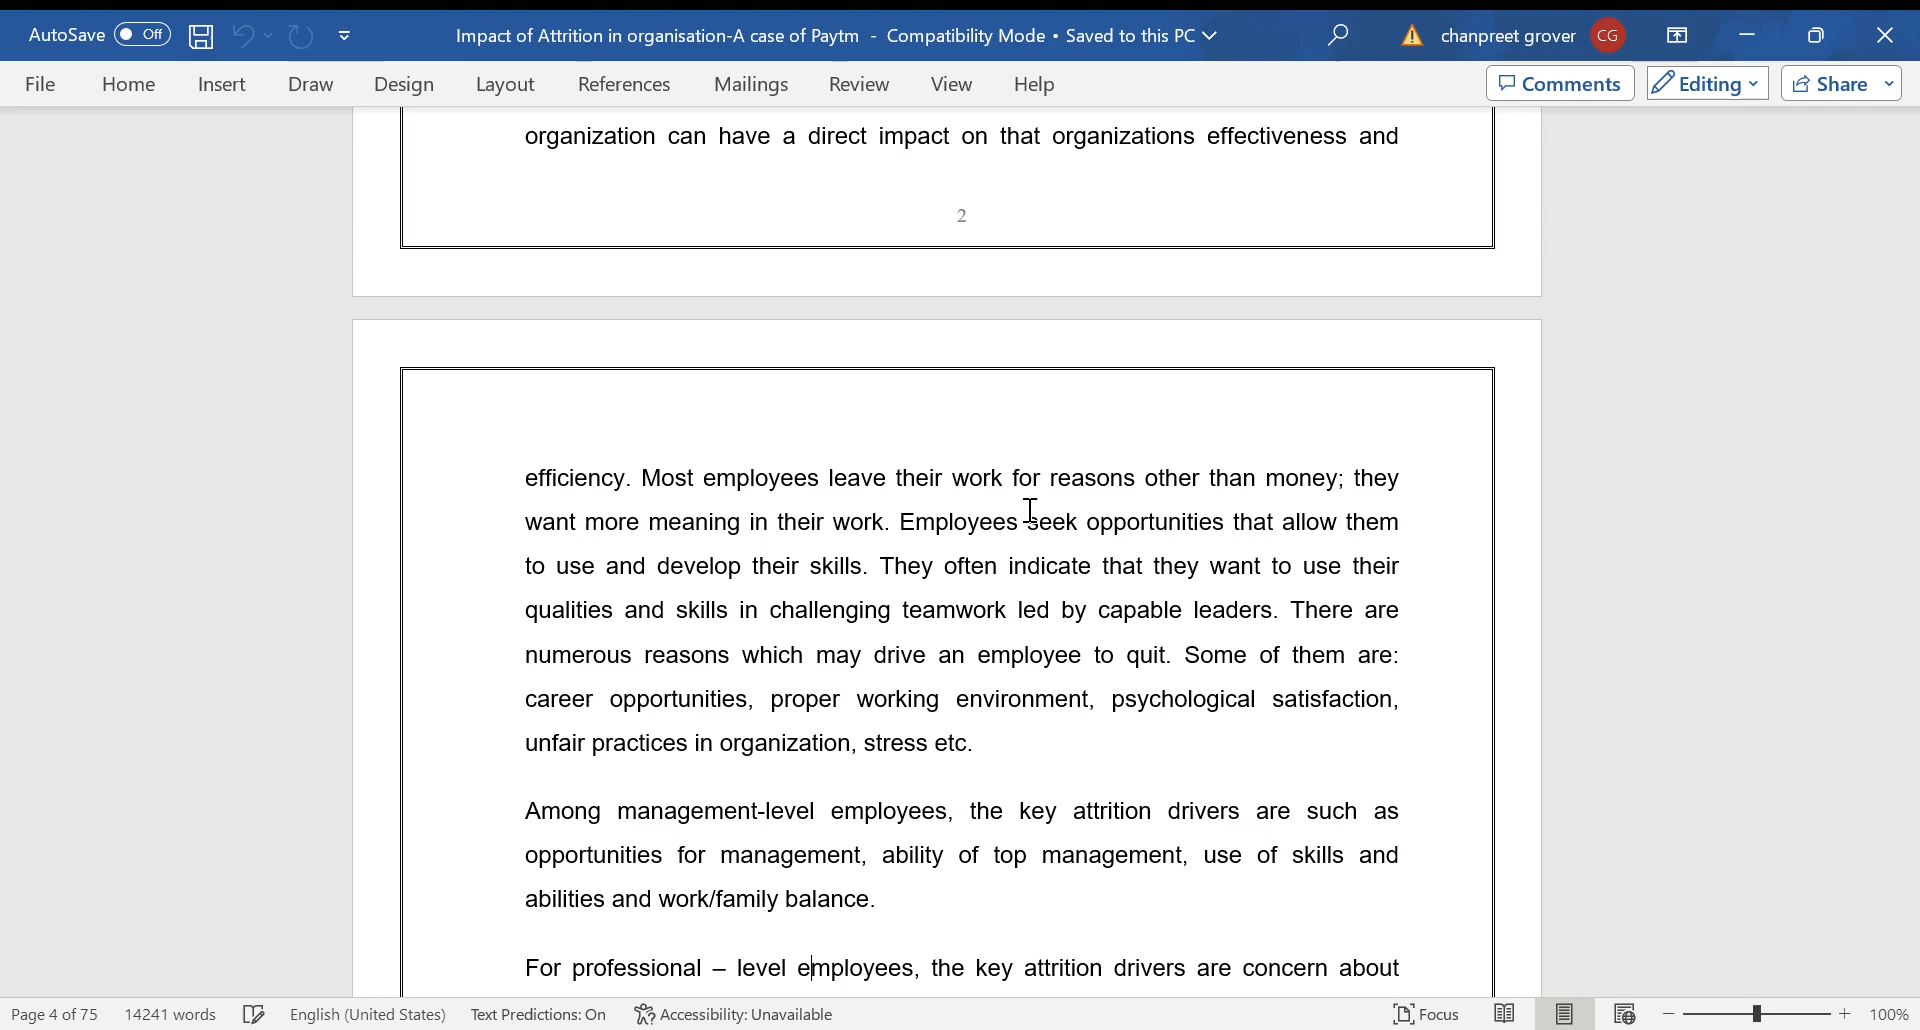 AutoSave Off Impact of Attrition in organisation-A case of Paytm - Compatibility Mode • Saved to this PC chanpreet grover CG
File Home Insert Draw Design Layout References Mailings Review View Help Comments Editing Share
organization can have a direct impact on that organizations effectiveness and
2
efficiency. Most employees leave their work for reasons other than money; they
want more meaning in their work. Employees seek opportunities that allow them
to use and develop their skills. They often indicate that they want to use their
qualities and skills in challenging teamwork led by capable leaders. There are
numerous reasons which may drive an employee to quit. Some of them are:
career opportunities, proper working environment, psychological satisfaction,
unfair practices in organization, stress etc.
Among management-level employees, the key attrition drivers are such as
opportunities for management, ability of top management, use of skills and
abilities and work/family balance.
For professional – level employees, the key attrition drivers are concern about
Page 4 of 75 14241 words English (United States) Text Predictions: On Accessibility: Unavailable Focus 100%